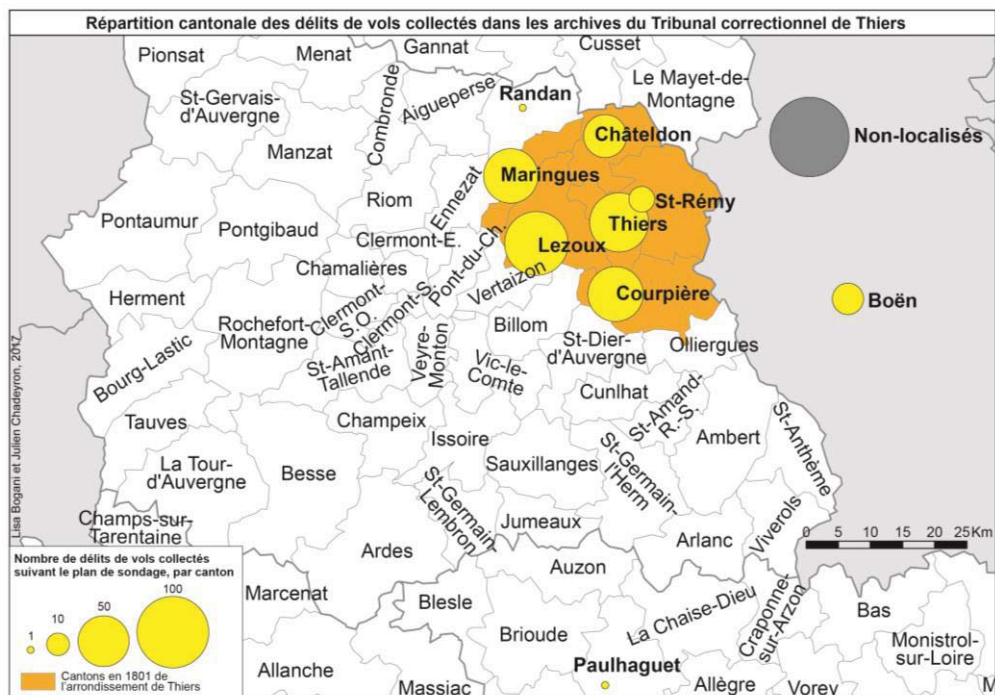 Répartition cantonale des délits de vols collectés dans les archives du Tribunal correctionnel de Thiers
Pionsat
Menat
Gannat
Cusset
Le Mayet-de-
Montagne
St-Gervais-
d'Auvergne
Combronde
Aigueperse
Randan
Châteldon
Non-localisés
Manzat
Maringues
Riom
Ennezat
St-Rémy
Pontaumur
Pontgibaud
Thiers
Clermont-E.
Pont-du-Ch.
Lezoux
Chamalières
Vertaizon
Herment
Clermont-
S.O.
Clermont-S.
Courpière
Boën
Rochefort-
Montagne
Billom
St-Dier-
d'Auvergne
Olliergues
Bourg-Lastic
St-Amant-
Tallende
Veyre-
Monton
Vic-le-
Comte
Cunlhat
St-Amand-
R.-S.
Tauves
Champeix
Issoire
Ambert
St-Anthème
La Tour-
d'Auvergne
Besse
Sauxillanges
St-Germain-
l'Herm
St-Germain-
Lembron
Champs-sur-
Tarentaine
Jumeaux
Arlanc
Viverols
Ardes
0 5 10 15 20 25Km
Auzon
Marcenat
Blesle
La Chaise-Dieu
Craponne-
sur-Arzon
Bas
Brioude
Monistrol-
sur-Loire
Paulhaguet
Allanche
Massiac
Allègre
Vorey
M
Nombre de délits de vols collectés
suivant le plan de sondage, par canton
1
10
50
100
Cantons en 1801 de
l'arrondissement de Thiers
Lisa Bogani et Julien Chadeyron, 2017